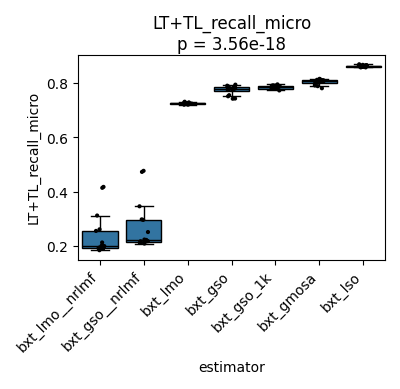 LT+TL_recall_micro
p = 3.56e-18
LT+TL_recall_micro
0.8
0.6
0.4
0.2
bxt_lmo__nrlmf
bxt_gso__nrlmf
bxt_lmo
bxt_gso
bxt_gso_1k
bxt_gmosa
bxt_lso
estimator